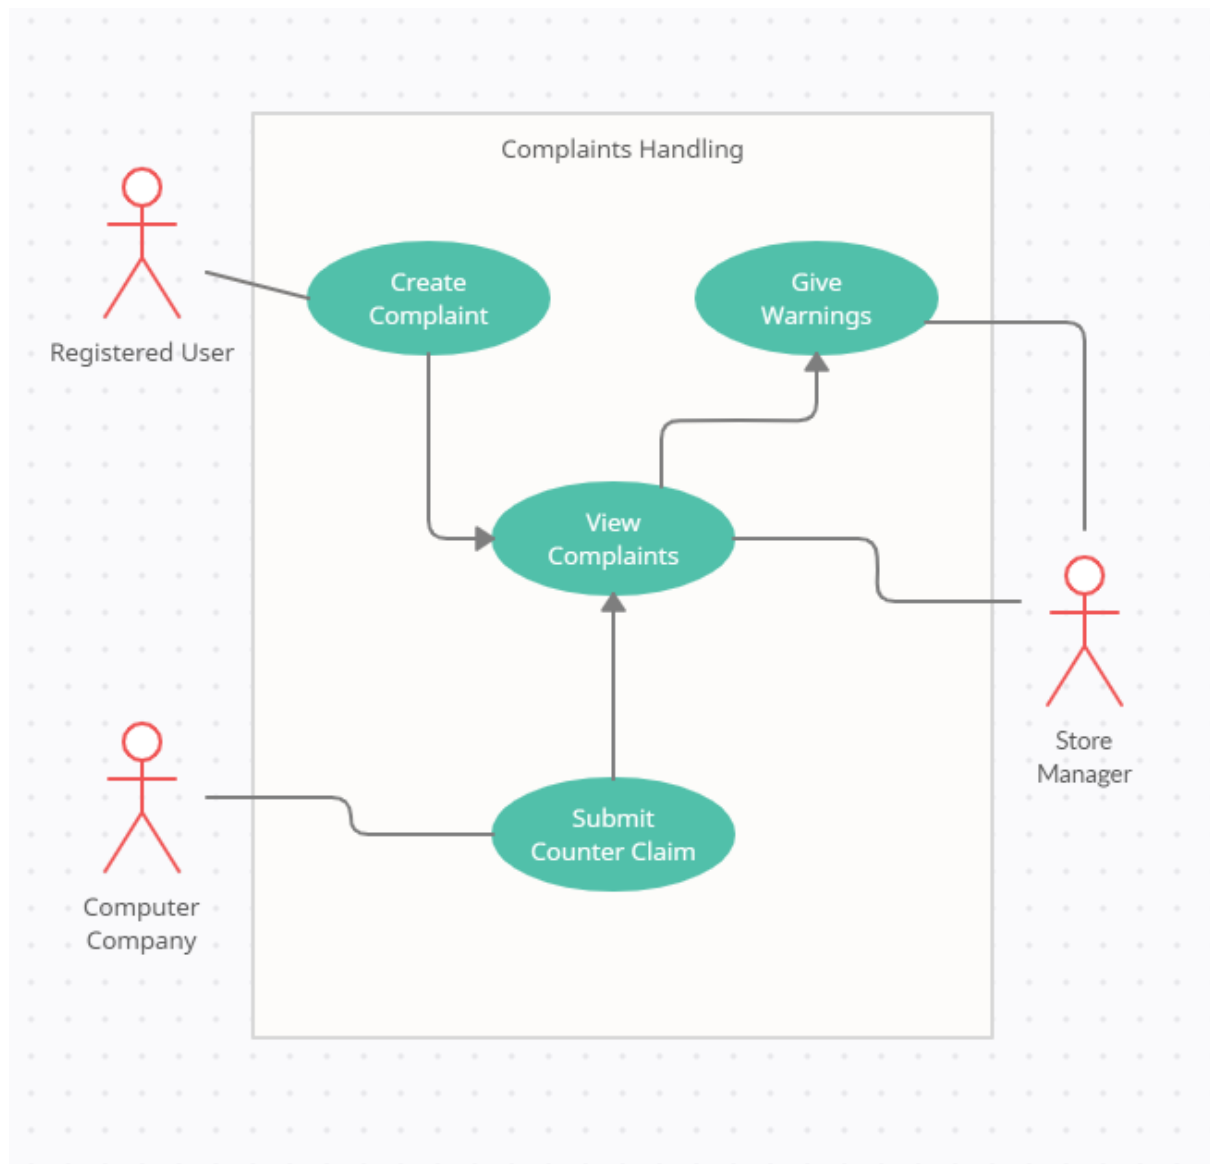 Complaints Handling
Create
Complaint
Give
Warnings
Registered User
View
Complaints
Store
Manager
Submit
Counter Claim
Computer
Company